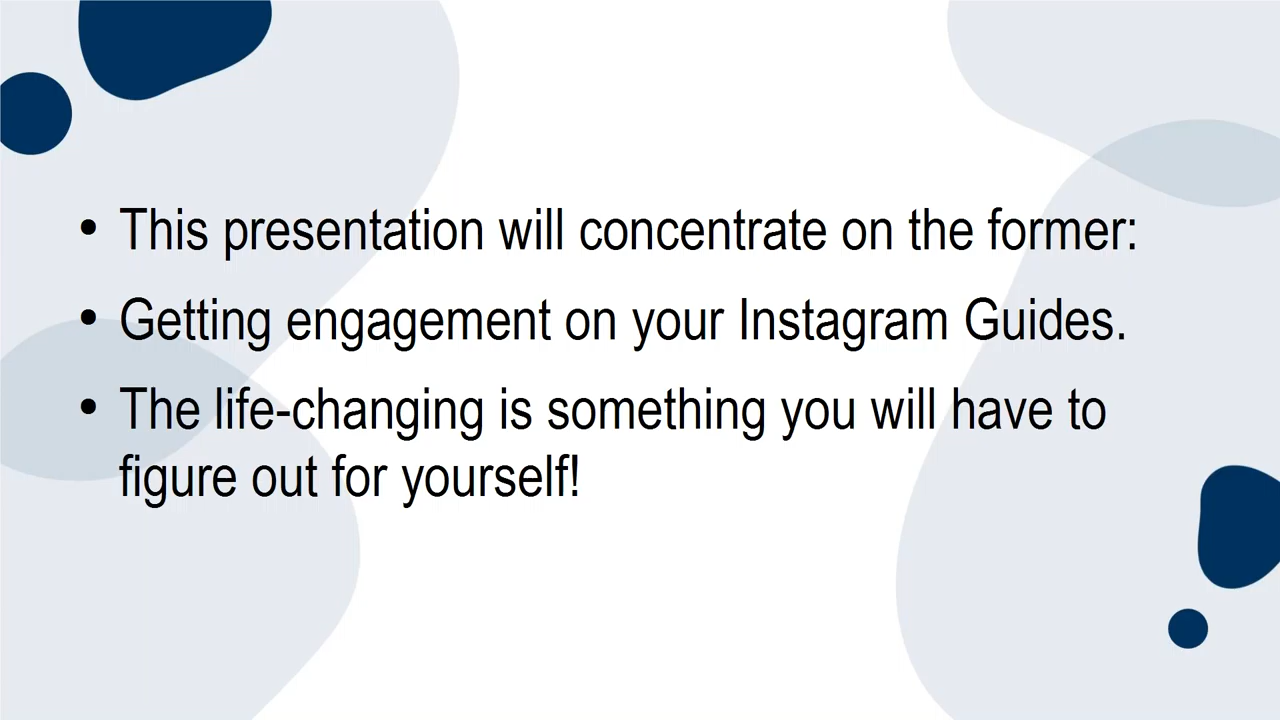 • This presentation will concentrate on the former:
• Getting engagement on your Instagram Guides.
• The life-changing is something you will have to
figure out for yourself!